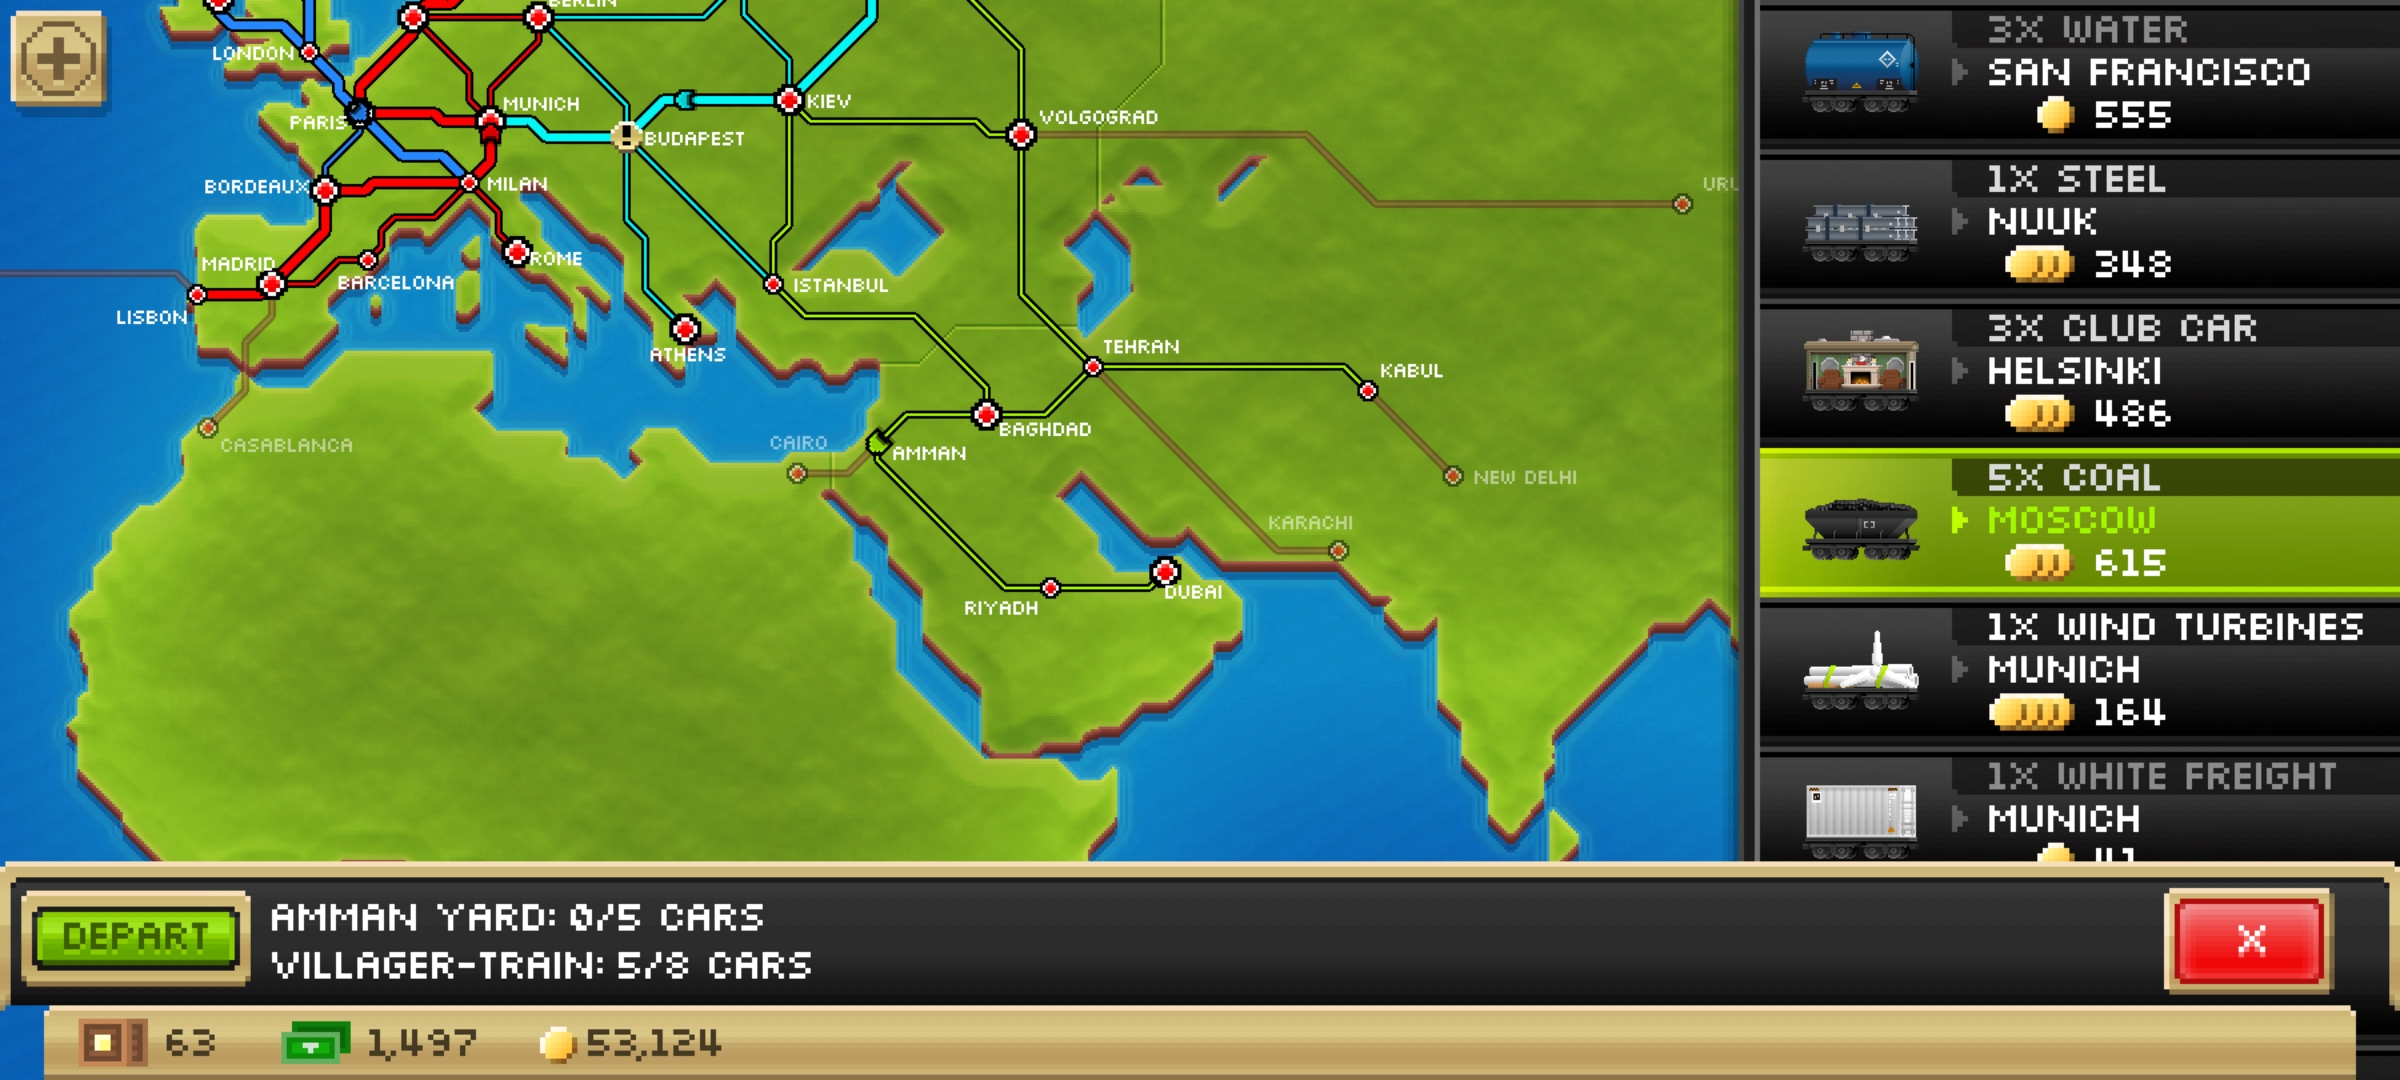 BERLIN
LONDON
MUNICH
KIEV
PARIS
BUDAPEST
VOLGOGRAD
BORDEAUX
MILAN
MADRID
ROME
BARCELONA
ISTANBUL
LISBON
ATHENS
TEHRAN
KABUL
CASABLANCA
CAIRO
BAGHDAD
AMMAN
NEW DELHI
KARACHI
RIYADH
DUBAI
3X WATER
SAN FRANCISCO
555
1X STEEL
NUUK
348
3X CLUB CAR
HELSINKI
486
5X COAL
MOSCOW
615
1X WIND TURBINES
MUNICH
164
1X WHITE FREIGHT
MUNICH
41
DEPART
AMMAN YARD: 0/5 CARS
VILLAGER-TRAIN: 5/8 CARS
X
63
1,497
53,124